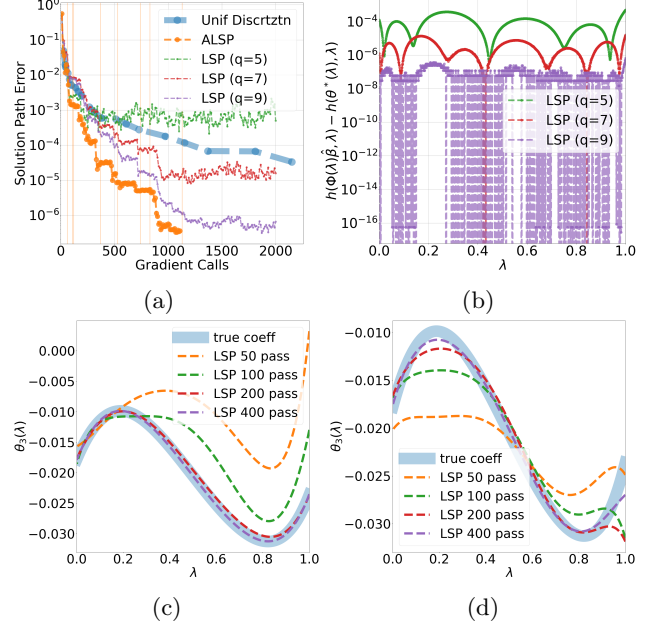 10⁰
10⁻¹
10⁻²
10⁻³
10⁻⁴
10⁻⁵
10⁻⁶
Solution Path Error
Unif Discrtztn
ALSP
LSP (q=5)
LSP (q=7)
LSP (q=9)
0 500 1000 1500 2000
Gradient Calls
(a)
10⁻⁴
10⁻⁶
10⁻⁸
10⁻¹⁰
10⁻¹²
10⁻¹⁴
10⁻¹⁶
h(Φ(λ)β̂, λ) − h(θ*(λ), λ)
LSP (q=5)
LSP (q=7)
LSP (q=9)
0.0 0.2 0.4 0.6 0.8 1.0
λ
(b)
0.000
−0.005
−0.010
−0.015
−0.020
−0.025
−0.030
θ₃(λ)
true coeff
LSP 50 pass
LSP 100 pass
LSP 200 pass
LSP 400 pass
0.0 0.2 0.4 0.6 0.8 1.0
λ
(c)
−0.010
−0.015
−0.020
−0.025
−0.030
θ₃(λ)
true coeff
LSP 50 pass
LSP 100 pass
LSP 200 pass
LSP 400 pass
0.0 0.2 0.4 0.6 0.8 1.0
λ
(d)